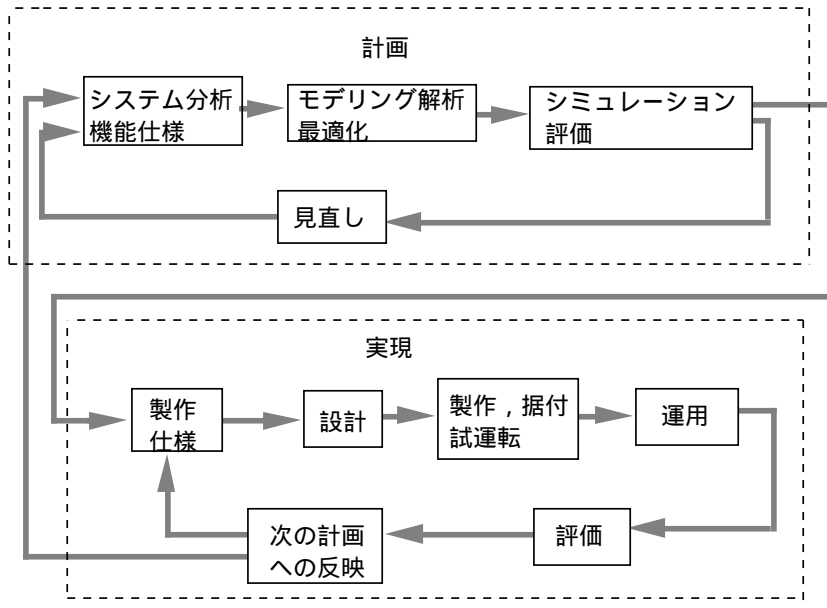 計画
システム分析
機能仕様
モデリング解析
最適化
シミュレーション
評価
見直し
実現
製作
仕様
設計
製作，据付
試運転
運用
評価
次の計画
への反映